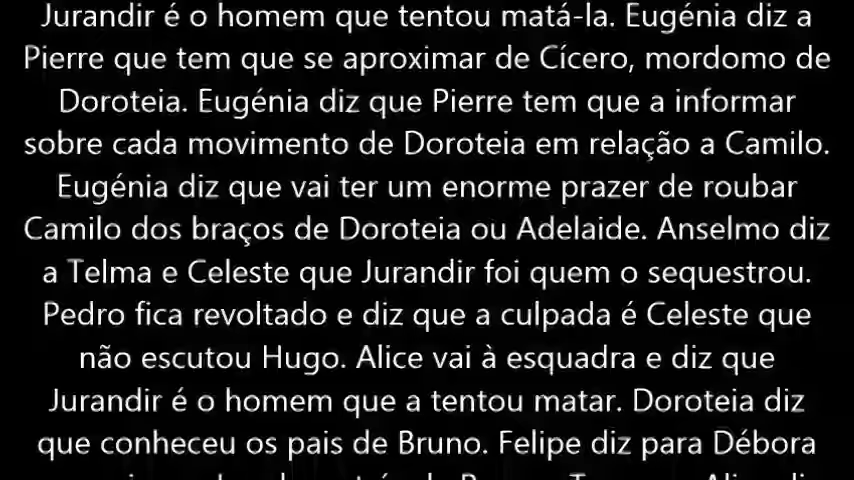 Jurandir é o homem que tentou matá-la. Eugénia diz a
Pierre que tem que se aproximar de Cícero, mordomo de
Doroteia. Eugénia diz que Pierre tem que a informar
sobre cada movimento de Doroteia em relação a Camilo.
Eugénia diz que vai ter um enorme prazer de roubar
Camilo dos braços de Doroteia ou Adelaide. Anselmo diz
a Telma e Celeste que Jurandir foi quem o sequestrou.
Pedro fica revoltado e diz que a culpada é Celeste que
não escutou Hugo. Alice vai à esquadra e diz que
Jurandir é o homem que a tentou matar. Doroteia diz
que conheceu os pais de Bruno. Felipe diz para Débora